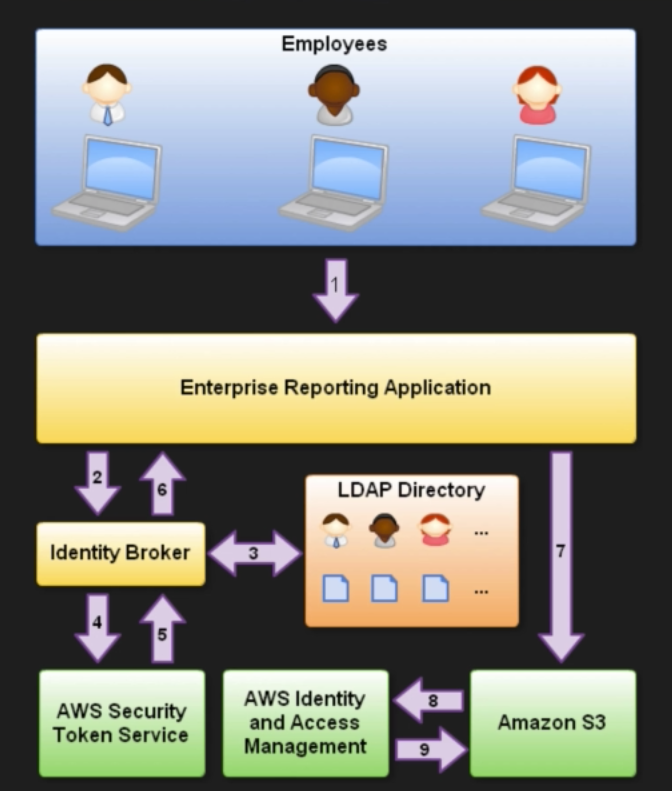 Employees
1
Enterprise Reporting Application
2
6
LDAP Directory
...
Identity Broker
3
7
...
4
5
AWS Security
Token Service
AWS Identity
and Access
Management
8
9
Amazon S3